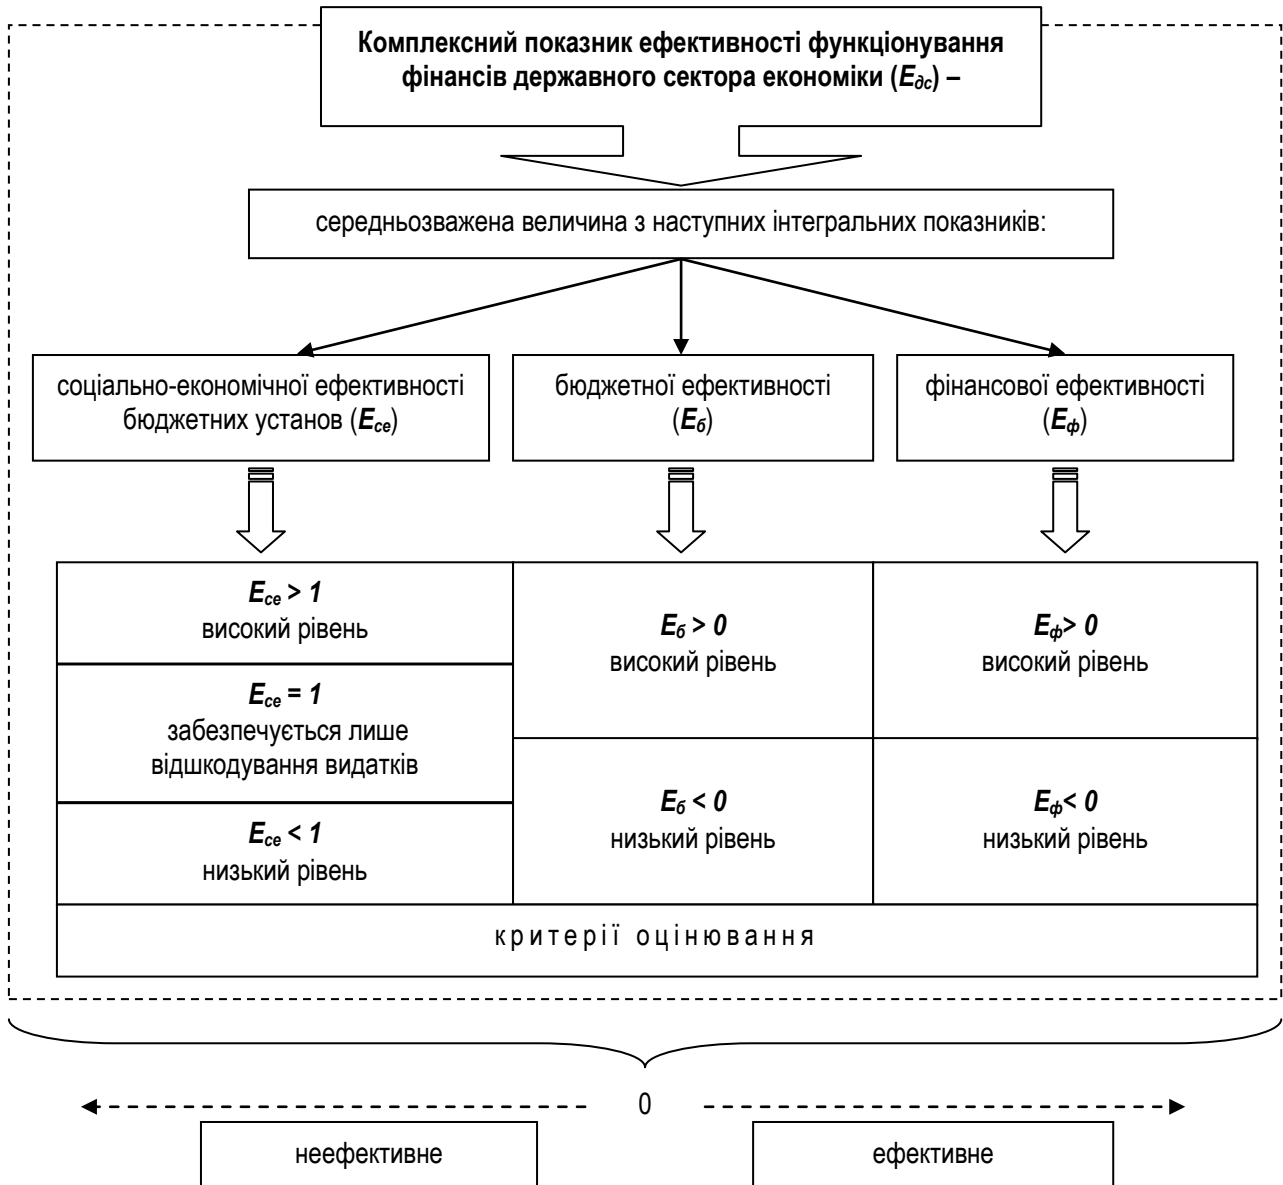 Комплексний показник ефективності функціонування
фінансів державного сектора економіки (Eдс) –
середньозважена величина з наступних інтегральних показників:
соціально-економічної ефективності
бюджетних установ (Eсе)
бюджетної ефективності
(Eб)
фінансової ефективності
(Eф)
Eсе > 1
високий рівень
Eсе = 1
забезпечується лише
відшкодування видатків
Eсе < 1
низький рівень
Eб > 0
високий рівень
Eб < 0
низький рівень
Eф> 0
високий рівень
Eф< 0
низький рівень
критерії оцінювання
0
неефективне
ефективне